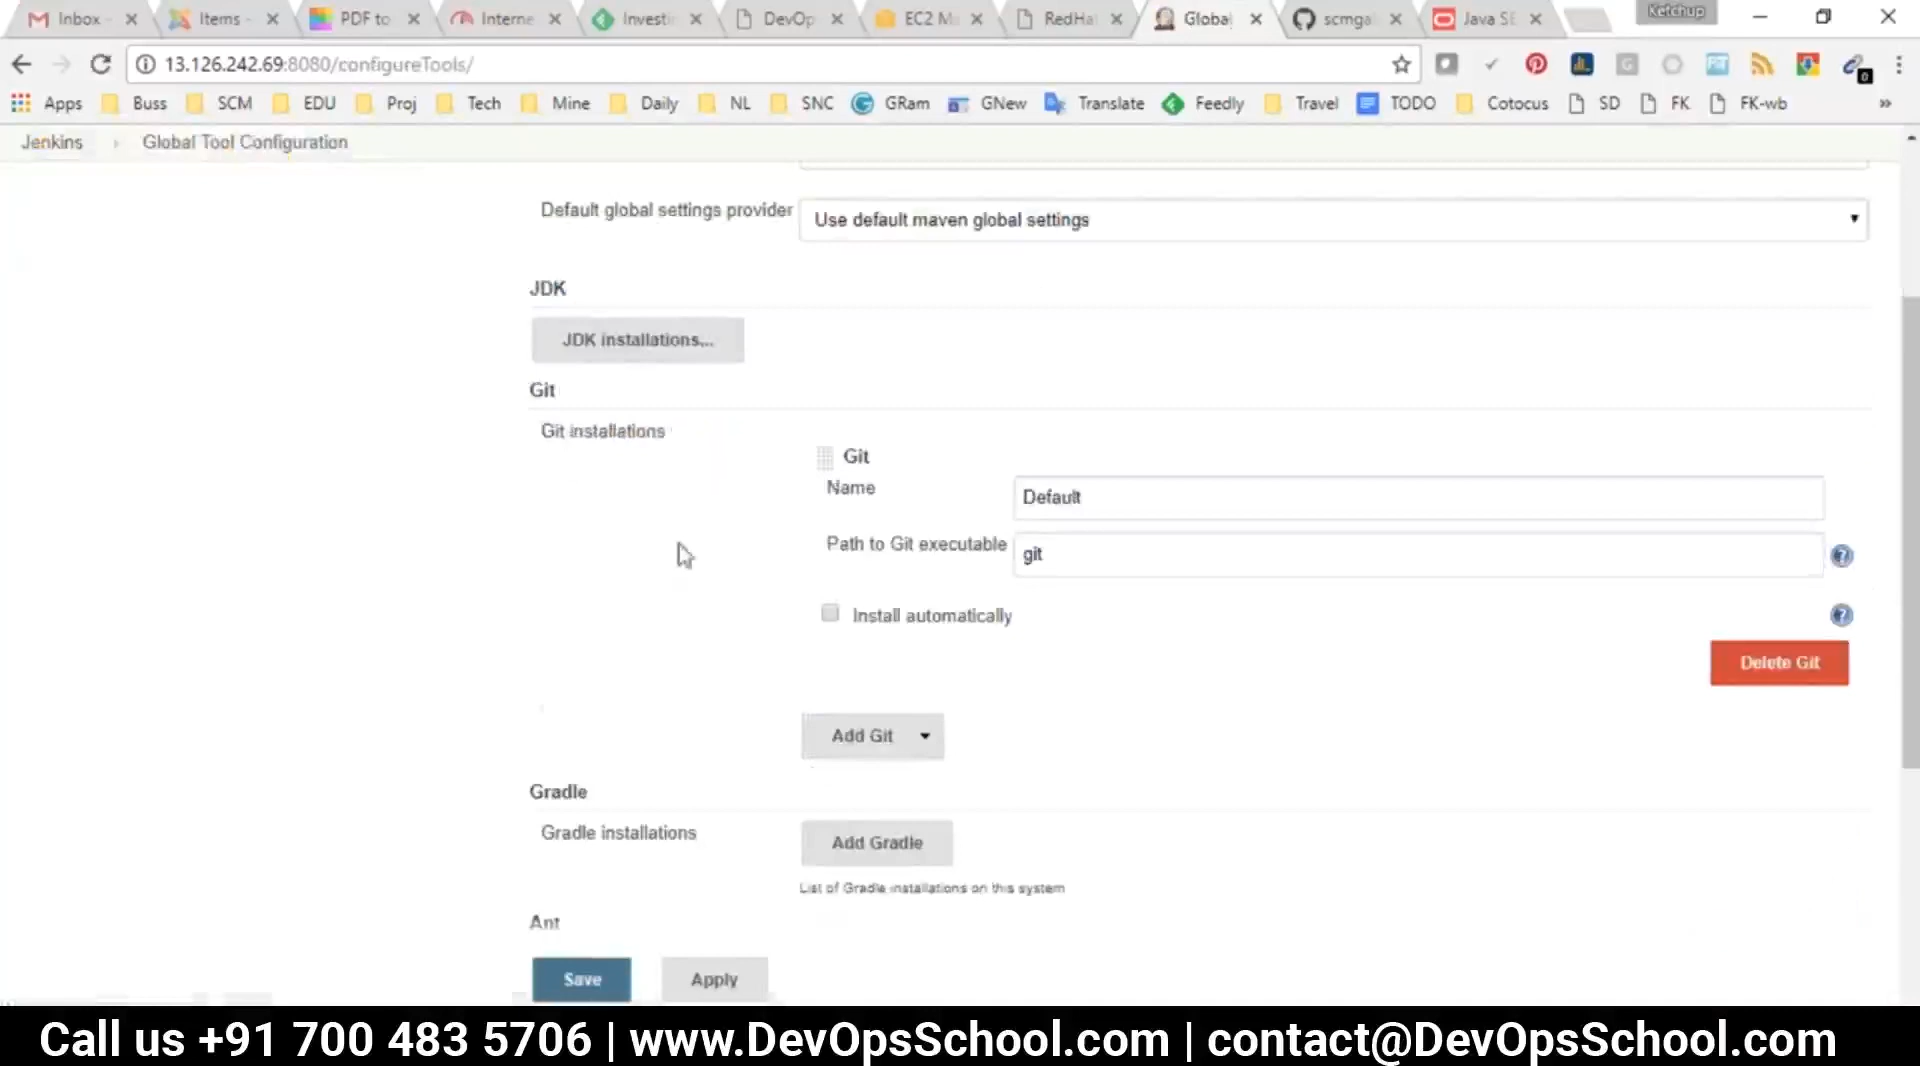 Inbox Items PDF to Interne Investi DevOp EC2 M RedHa Global scmga Java SE Ketchup
13.126.242.69:8080/configureTools/
0
Apps Buss SCM EDU Proj Tech Mine Daily NL SNC GRam GNew Translate Feedly Travel TODO Cotocus SD FK FK-wb »
Jenkins Global Tool Configuration
Default global settings provider Use default maven global settings
JDK
JDK installations...
Git
Git installations
Git
Name Default
Path to Git executable git
Install automatically
Delete Git
Add Git
Gradle
Gradle installations Add Gradle
List of Gradle installations on this system
Ant
Save Apply
Call us +91 700 483 5706 | www.DevOpsSchool.com | contact@DevOpsSchool.com